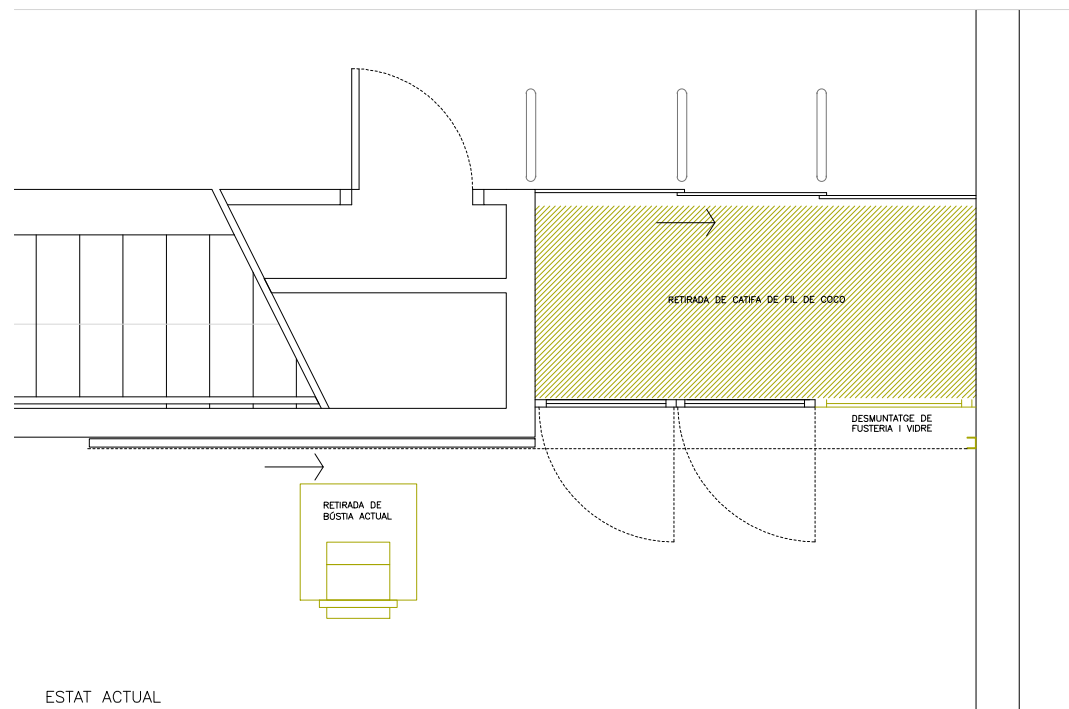 RETIRADA DE CATIFA DE FIL DE COCO
DESMUNTATGE DE
FUSTERIA I VIDRE
RETIRADA DE
BÚSTIA ACTUAL
ESTAT ACTUAL